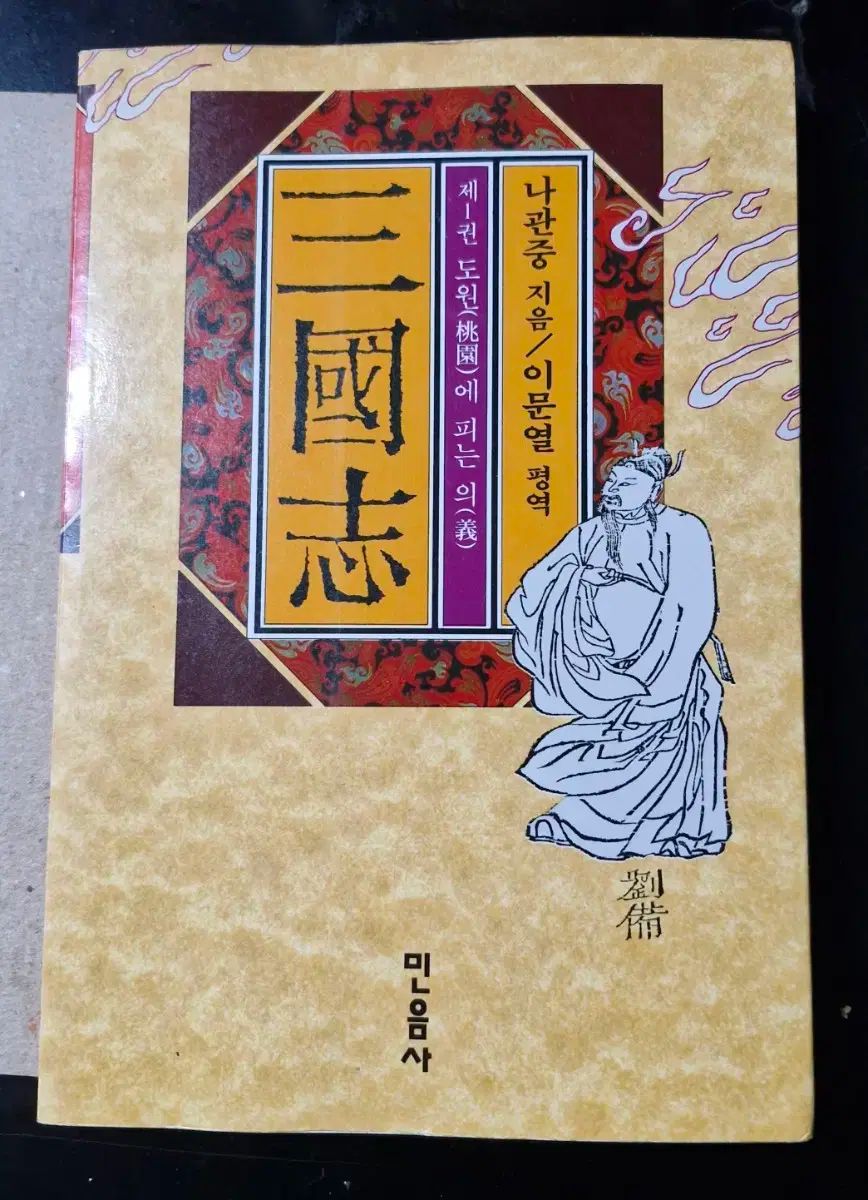 三國志
제1권 도원(桃園)에 피는 의(義)
나관중 지음/이문열 평역
劉備
민음사